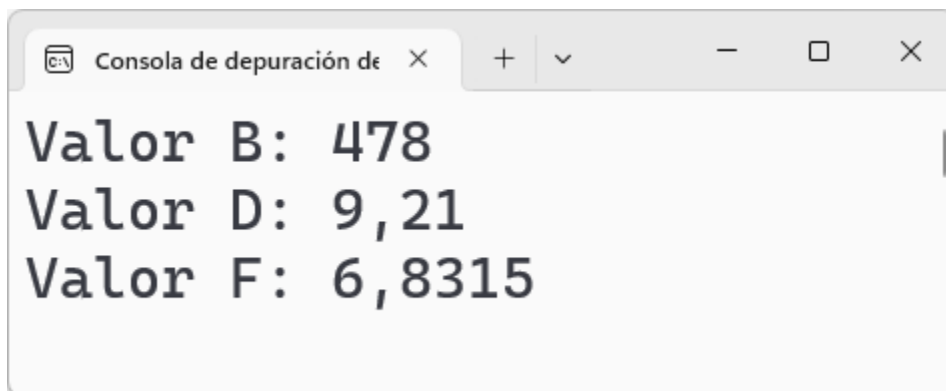 Consola de depuración de
Valor B: 478
Valor D: 9,21
Valor F: 6,8315